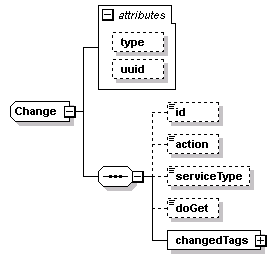 attributes
type
uuid
Change
id
action
serviceType
doGet
changedTags